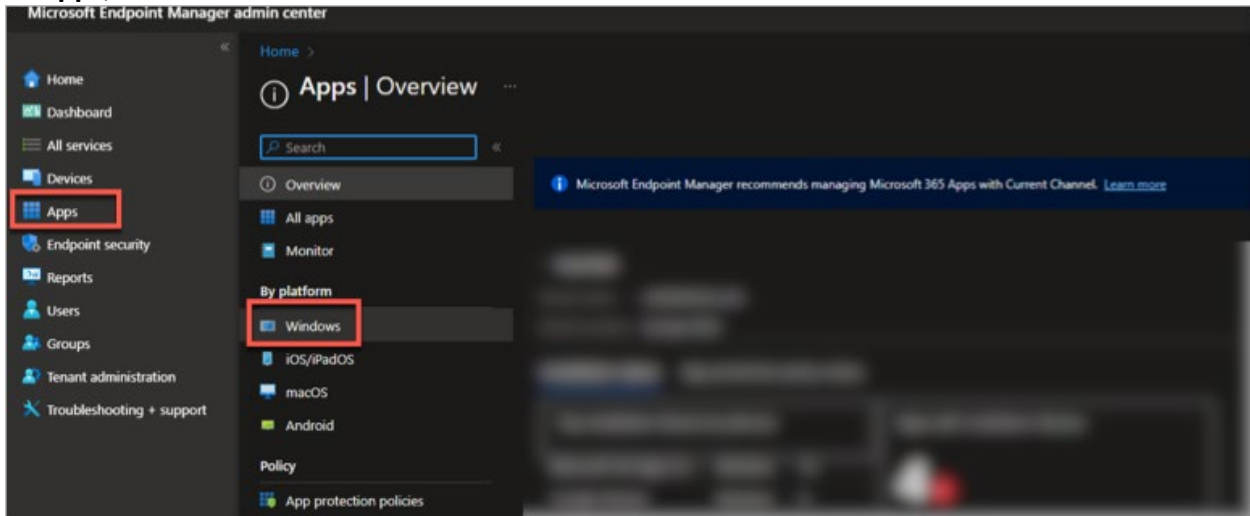 Microsoft Endpoint Manager admin center
Home >
Home
Dashboard
All services
Devices
Apps
Endpoint security
Reports
Users
Groups
Tenant administration
Troubleshooting + support
Apps | Overview ...
Search
Overview
All apps
Monitor
By platform
Windows
iOS/iPadOS
macOS
Android
Policy
App protection policies
Microsoft Endpoint Manager recommends managing Microsoft 365 Apps with Current Channel. Learn more